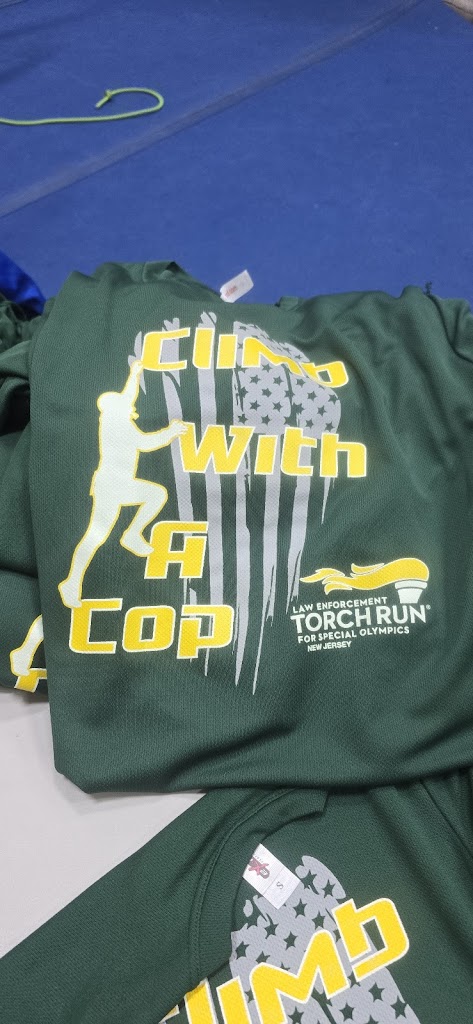 Climb
With
A
Cop
LAW ENFORCEMENT
TORCH RUN®
FOR SPECIAL OLYMPICS
NEW JERSEY
S
Climb